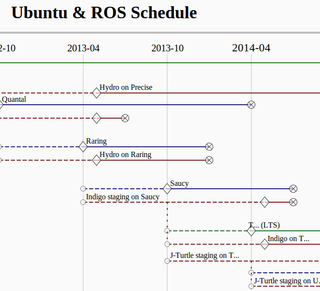 Ubuntu & ROS Schedule
2-10 2013-04 2013-10 2014-04
Hydro on Precise
Quantal
Raring
Hydro on Raring
Saucy
Indigo staging on Saucy
T... (LTS)
Indigo on T...
J-Turtle staging on T...
J-Turtle staging on U.